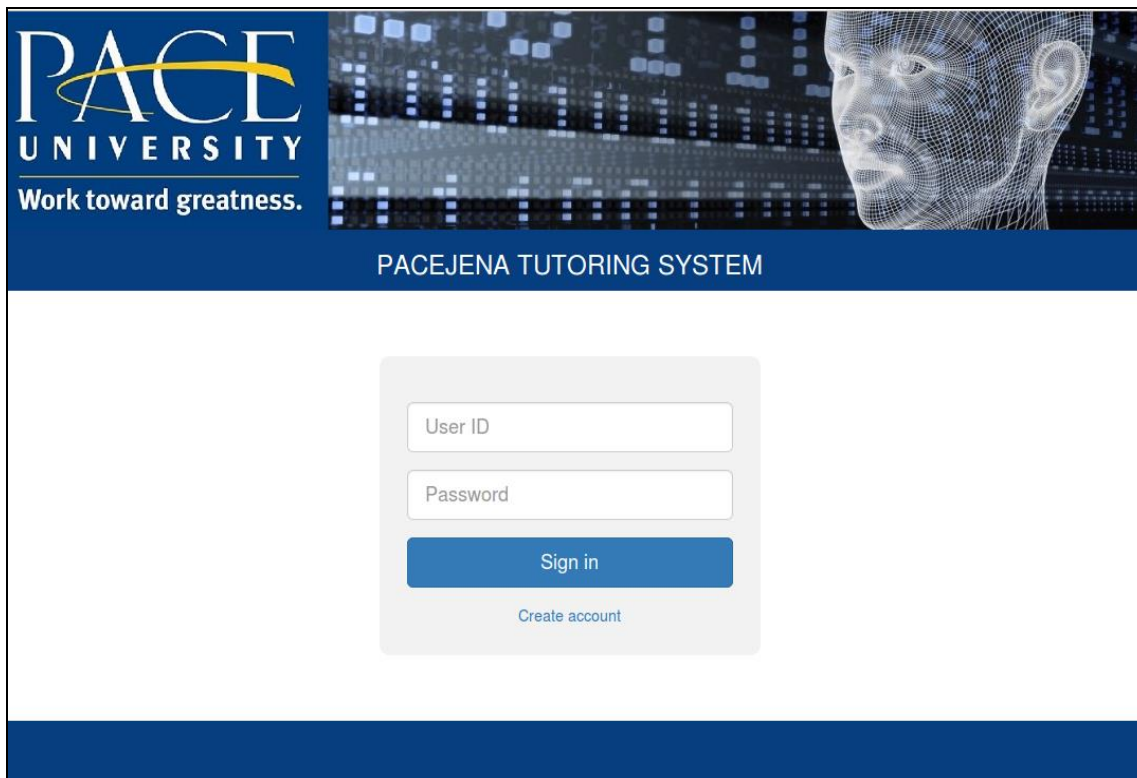 PACE
UNIVERSITY
Work toward greatness.
PACEJENA TUTORING SYSTEM
User ID
Password
Sign in
Create account